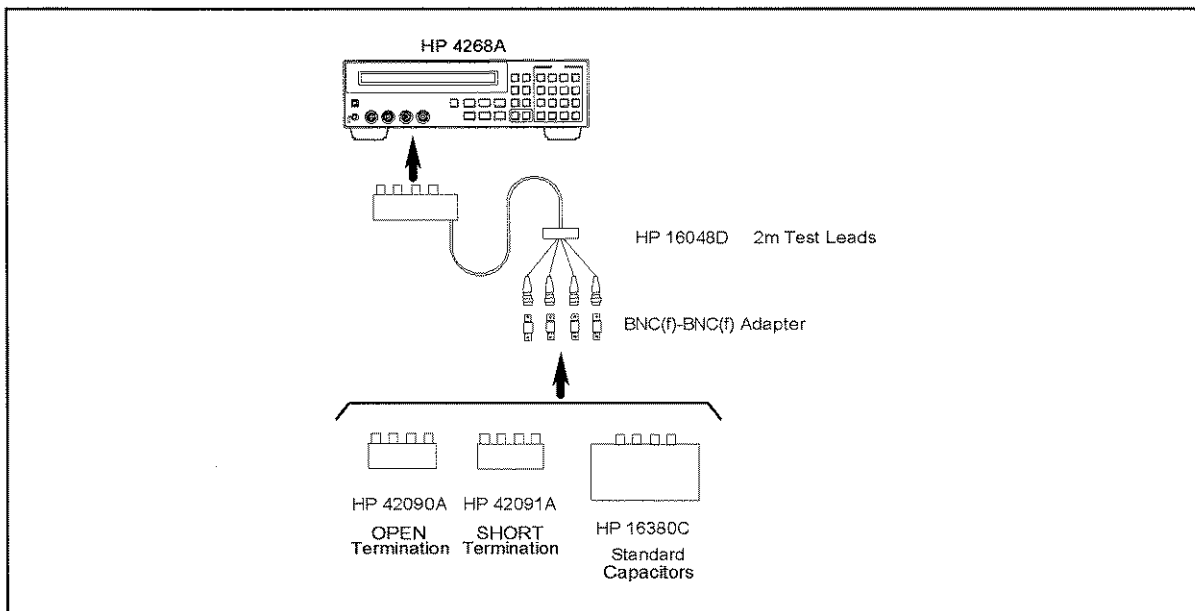 HP 4268A
HP 16048D 2m Test Leads
BNC(f)-BNC(f) Adapter
HP 42090A
OPEN
Termination
HP 42091A
SHORT
Termination
HP 16380C
Standard
Capacitors